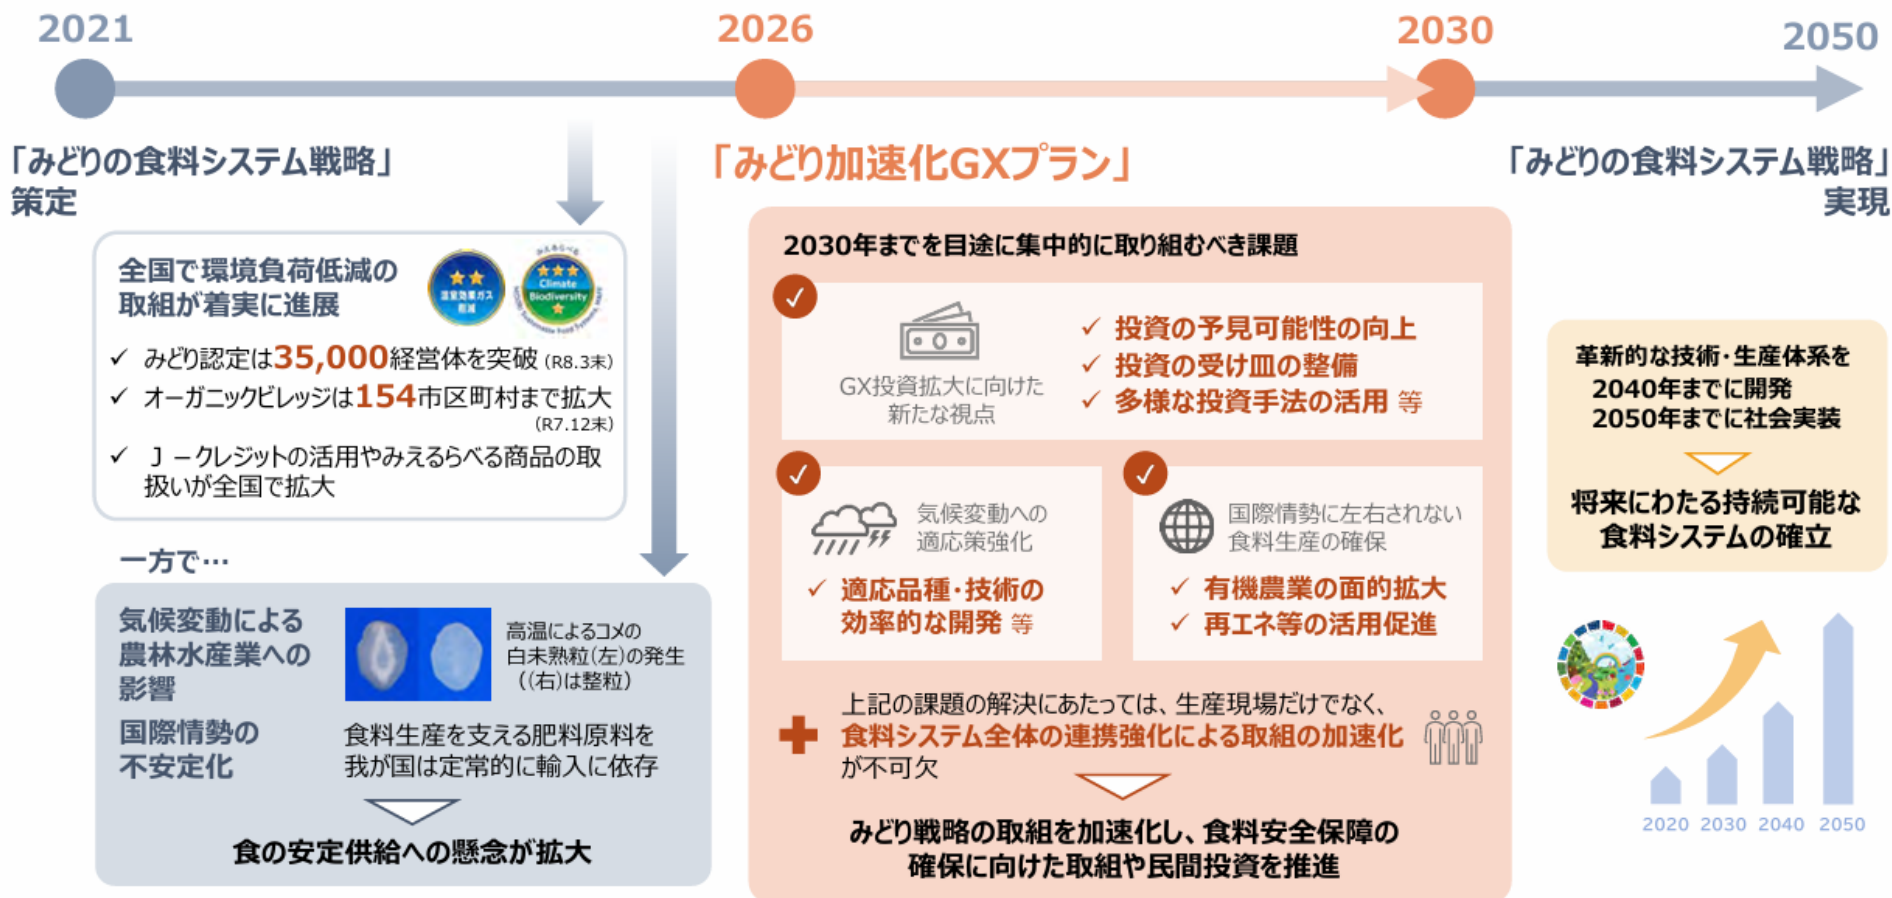 2021
2026
2030
2050
「みどりの食料システム戦略」
策定
「みどり加速化GXプラン」
「みどりの食料システム戦略」
実現
全国で環境負荷低減の
取組が着実に進展
温室効果ガス
削減
みえるらべる
Climate
Biodiversity
✓ みどり認定は35,000経営体を突破 (R8.3末)
✓ オーガニックビレッジは154市区町村まで拡大
(R7.12末)
✓ Ｊ－クレジットの活用やみえるらべる商品の取
扱いが全国で拡大
一方で…
気候変動による
農林水産業への
影響
高温によるコメの
白未熟粒(左)の発生
((右)は整粒)
国際情勢の
不安定化
食料生産を支える肥料原料を
我が国は定常的に輸入に依存
食の安定供給への懸念が拡大
2030年までを目途に集中的に取り組むべき課題
GX投資拡大に向けた
新たな視点
✓ 投資の予見可能性の向上
✓ 投資の受け皿の整備
✓ 多様な投資手法の活用 等
気候変動への
適応策強化
✓ 適応品種・技術の
効率的な開発 等
国際情勢に左右されない
食料生産の確保
✓ 有機農業の面的拡大
✓ 再エネ等の活用促進
上記の課題の解決にあたっては、生産現場だけでなく、
食料システム全体の連携強化による取組の加速化
が不可欠
みどり戦略の取組を加速化し、食料安全保障の
確保に向けた取組や民間投資を推進
革新的な技術・生産体系を
2040年までに開発
2050年までに社会実装
将来にわたる持続可能な
食料システムの確立
2020 2030 2040 2050